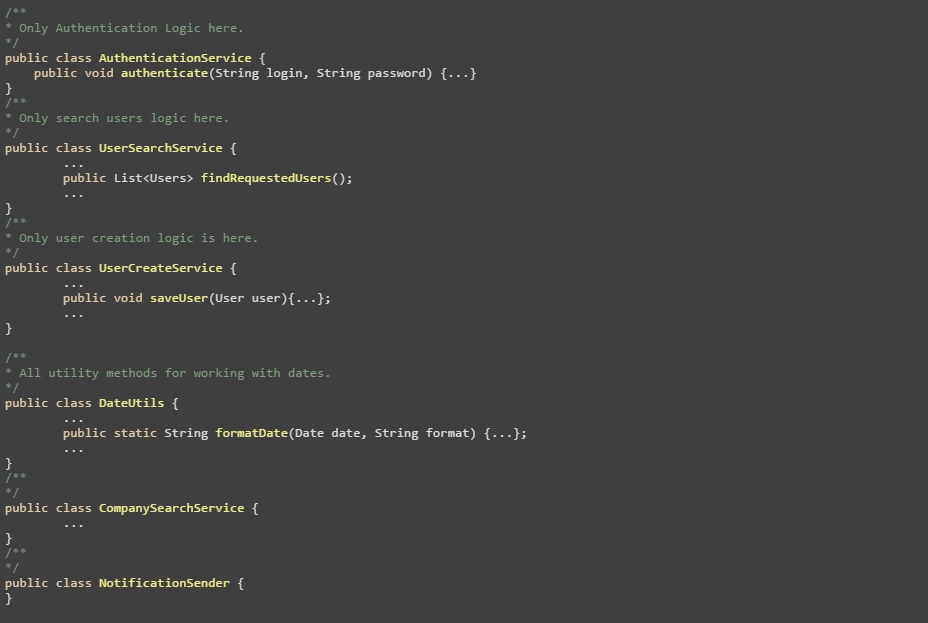 /**
* Only Authentication Logic here.
*/
public class AuthenticationService {
    public void authenticate(String login, String password) {...}
}
/**
* Only search users logic here.
*/
public class UserSearchService {
        ...
        public List<Users> findRequestedUsers();
        ...
}
/**
* Only user creation logic is here.
*/
public class UserCreateService {
        ...
        public void saveUser(User user){...};
        ...
}

/**
* All utility methods for working with dates.
*/
public class DateUtils {
        ...
        public static String formatDate(Date date, String format) {...};
        ...
}
/**
*/
public class CompanySearchService {
        ...
}
/**
*/
public class NotificationSender {
}